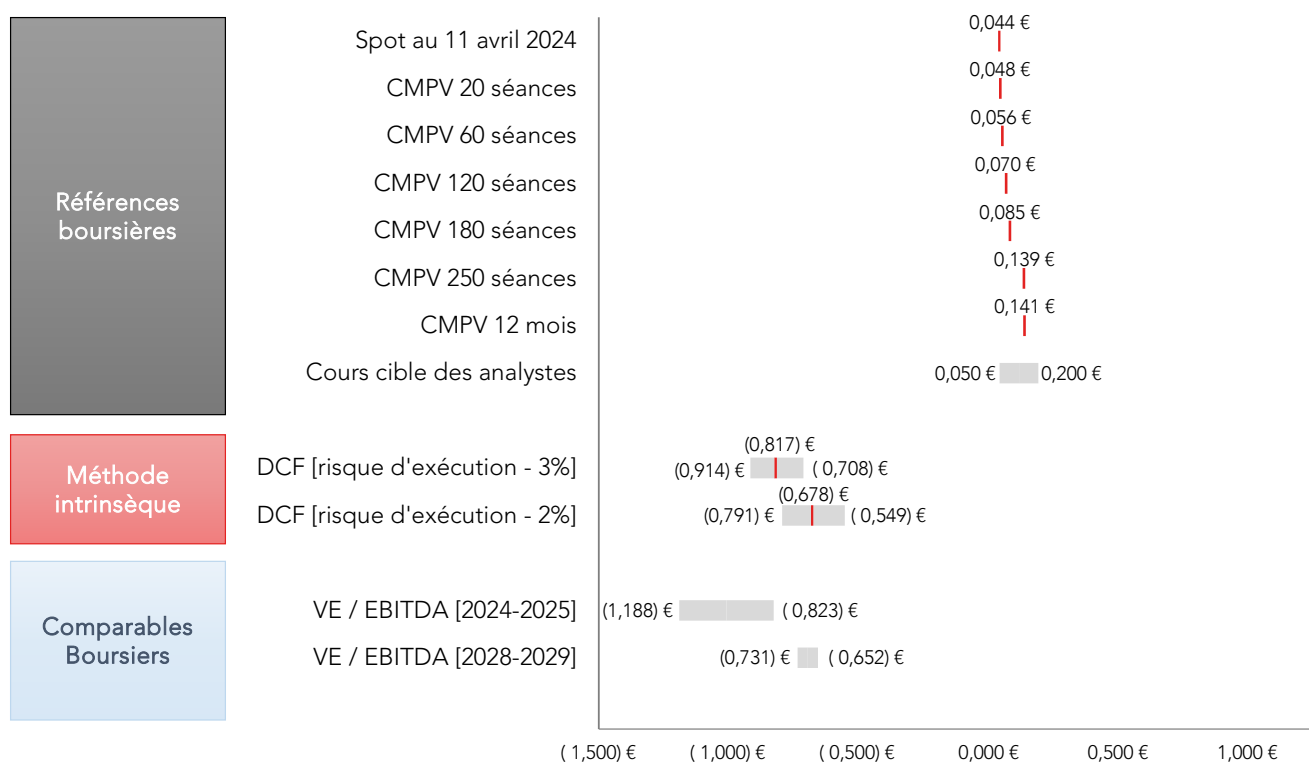 Références
boursières
Spot au 11 avril 2024
0,044 €
CMPV 20 séances
0,048 €
CMPV 60 séances
0,056 €
CMPV 120 séances
0,070 €
CMPV 180 séances
0,085 €
CMPV 250 séances
0,139 €
CMPV 12 mois
0,141 €
Cours cible des analystes
0,050 € 0,200 €
Méthode
intrinsèque
(0,817) €
DCF [risque d'exécution - 3%]
(0,914) € ( 0,708) €
(0,678) €
DCF [risque d'exécution - 2%]
(0,791) € ( 0,549) €
Comparables
Boursiers
VE / EBITDA [2024-2025]
(1,188) € ( 0,823) €
VE / EBITDA [2028-2029]
(0,731) € ( 0,652) €
( 1,500) € ( 1,000) € ( 0,500) € 0,000 € 0,500 € 1,000 €